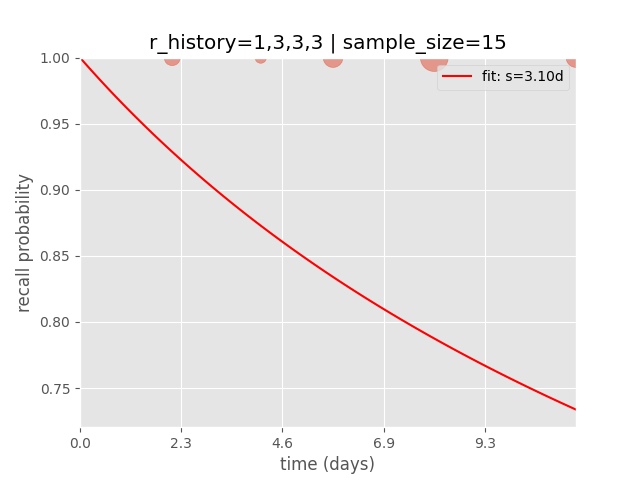 r_history=1,3,3,3 | sample_size=15
fit: s=3.10d
recall probability
1.00
0.95
0.90
0.85
0.80
0.75
0.0 2.3 4.6 6.9 9.3
time (days)